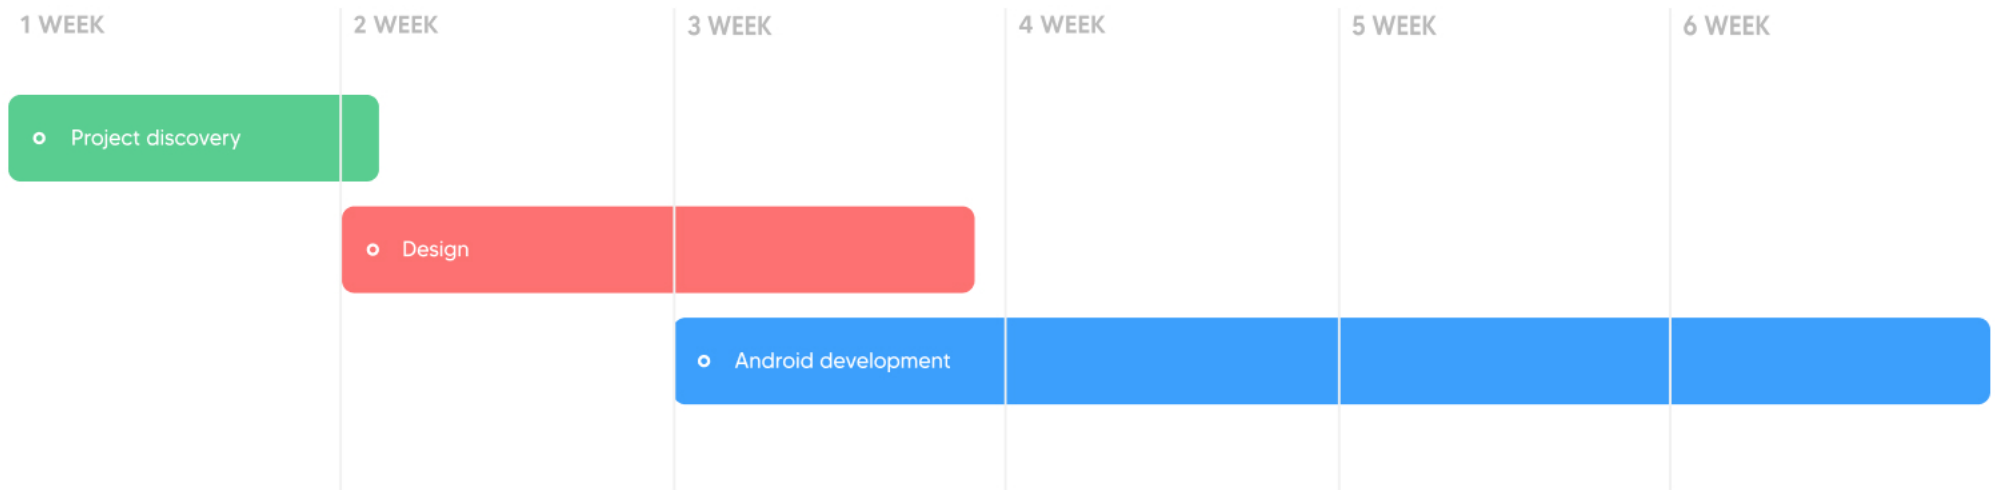 1 WEEK
2 WEEK
3 WEEK
4 WEEK
5 WEEK
6 WEEK
Project discovery
Design
Android development